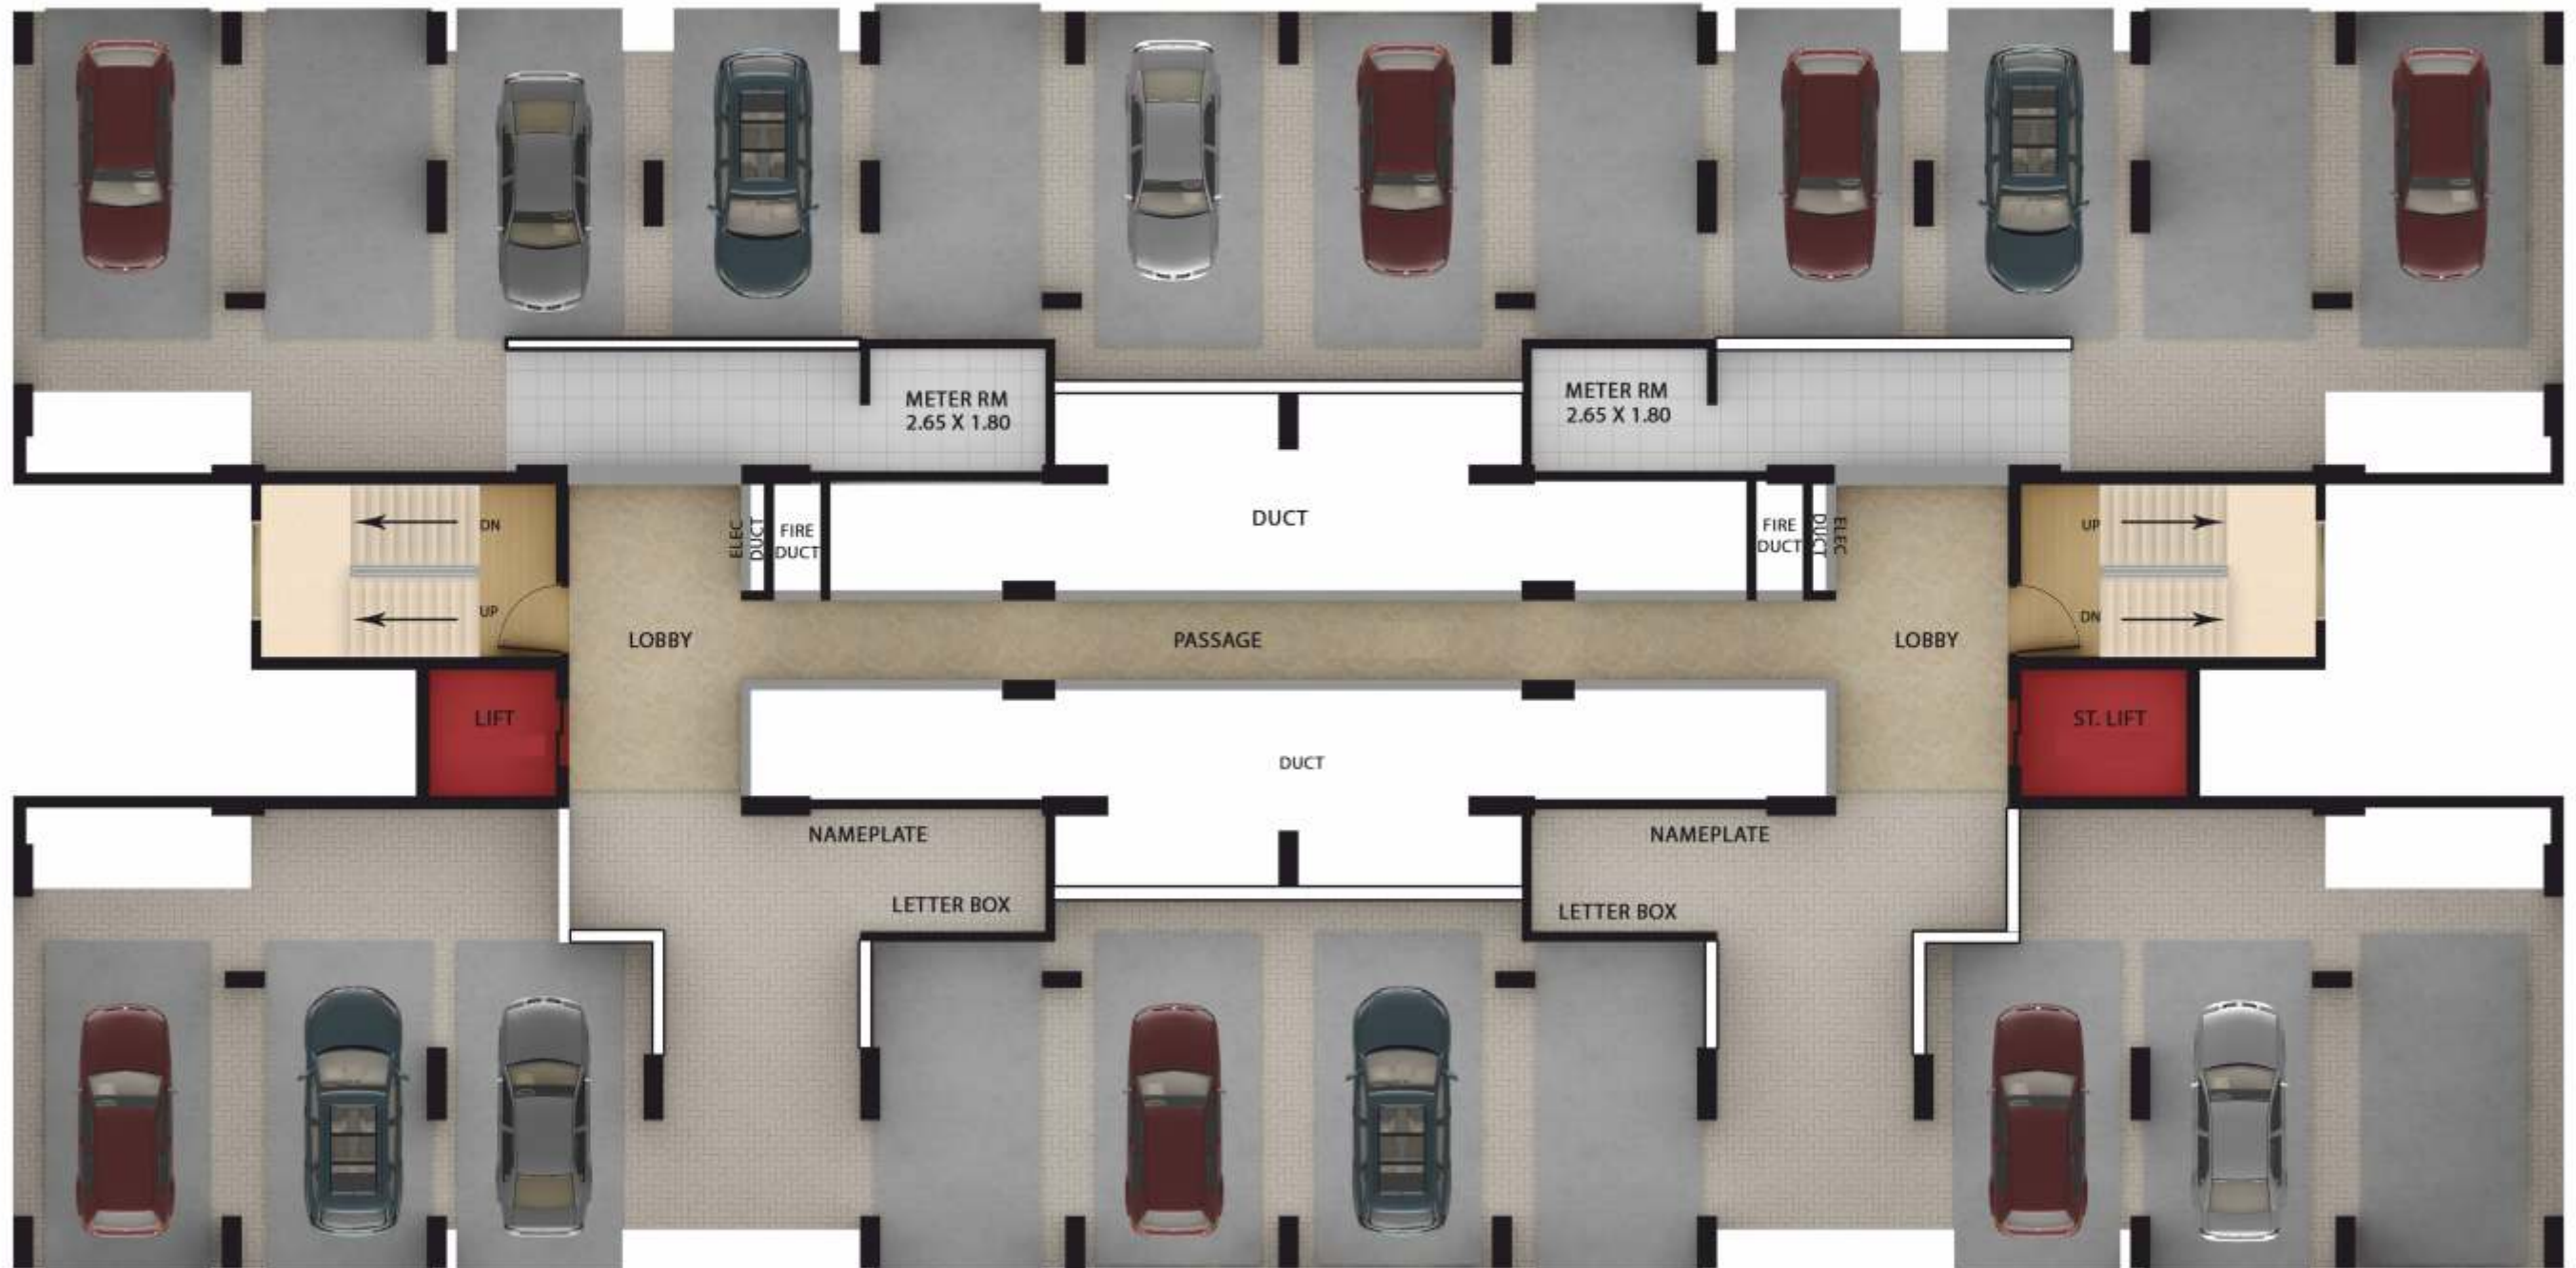 METER RM
2.65 X 1.80
METER RM
2.65 X 1.80
DN
UP
ELEC
DUCT
FIRE
DUCT
DUCT
FIRE
DUCT
ELEC
DUCT
UP
DN
LOBBY
PASSAGE
LOBBY
LIFT
ST. LIFT
DUCT
NAMEPLATE
NAMEPLATE
LETTER BOX
LETTER BOX